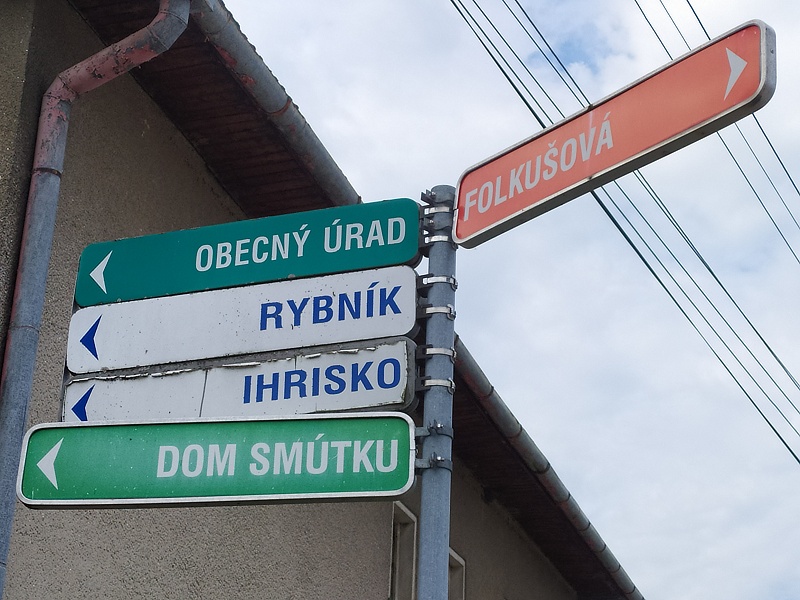 FOLKUŠOVÁ
OBECNÝ ÚRAD
RYBNÍK
IHRISKO
DOM SMÚTKU